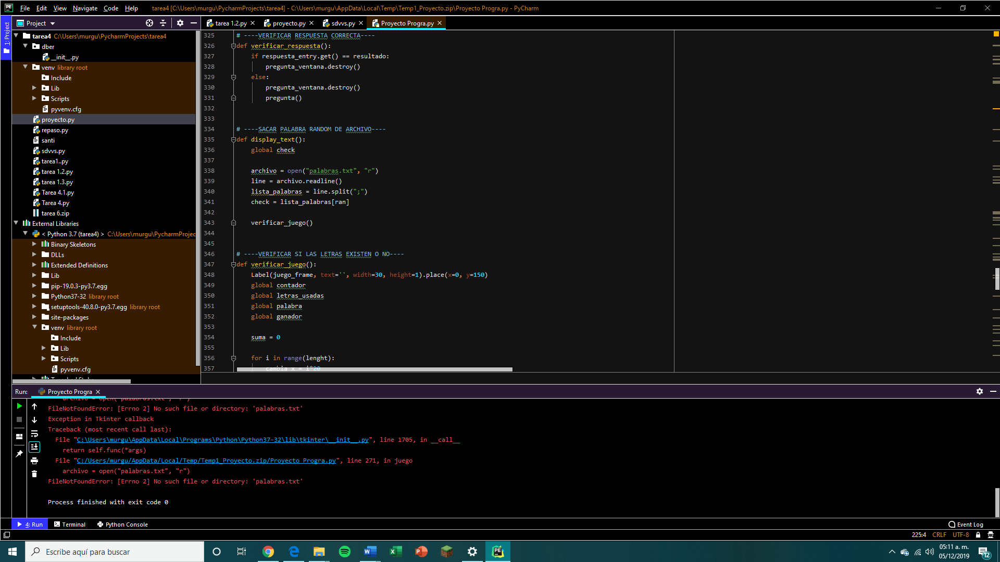 File Edit View Navigate Code Help tarea4 [C:\Users\murgu\PycharmProjects\tarea4] - C:\Users\murgu\AppData\Local\Temp\Temp1_Proyecto.zip\Proyecto Progra.py - PyCharm
1: Project
Project
tarea4 C:\Users\murgu\PycharmProjects\tarea4
dber
__init__.py
venv library root
Include
Lib
Scripts
pyvenv.cfg
proyecto.py
repaso.py
santi
sdvvs.py
tarea1..py
tarea 1.2.py
tarea 1.3.py
Tarea 4.1.py
Tarea 4.py
tarea 6.zip
External Libraries
< Python 3.7 (tarea4) > C:\Users\murgu\PycharmProjec
Binary Skeletons
DLLs
Extended Definitions
Lib
pip-19.0.3-py3.7.egg
Python37-32 library root
setuptools-40.8.0-py3.7.egg library root
site-packages
venv library root
Include
Lib
Scripts
pyvenv.cfg
tarea 1.2.py proyecto.py sdvvs.py Proyecto Progra.py
325 # ----VERIFICAR RESPUESTA CORRECTA----
326 def verificar_respuesta():
327 if respuesta_entry.get() == resultado:
328 pregunta_ventana.destroy()
329 else:
330 pregunta_ventana.destroy()
331 pregunta()
332
333
334 # ----SACAR PALABRA RANDOM DE ARCHIVO----
335 def display_text():
336 global check
337
338 archivo = open("palabras.txt", "r")
339 line = archivo.readline()
340 lista_palabras = line.split(";")
341 check = lista_palabras[ran]
342
343 verificar_juego()
344
345
346 # ----VERIFICAR SI LAS LETRAS EXISTEN O NO----
347 def verificar_juego():
348 Label(juego_frame, text='', width=30, height=1).place(x=0, y=150)
349 global contador
350 global letras_usadas
351 global palabra
352 global ganador
353
354 suma = 0
355
356 for i in range(lenght):
357 cambia_x = i*20
Run: Proyecto Progra
archivo = open("palabras.txt", "r")
FileNotFoundError: [Errno 2] No such file or directory: 'palabras.txt'
Exception in Tkinter callback
Traceback (most recent call last):
File "C:\Users\murgu\AppData\Local\Programs\Python\Python37-32\lib\tkinter\__init__.py", line 1705, in __call__
return self.func(*args)
File "C:/Users/murgu/AppData/Local/Temp/Temp1_Proyecto.zip/Proyecto Progra.py", line 271, in juego
archivo = open("palabras.txt", "r")
FileNotFoundError: [Errno 2] No such file or directory: 'palabras.txt'
Process finished with exit code 0
4: Run Terminal Python Console Event Log
225:4 CRLF UTF-8
Escribe aquí para buscar
05:11 a. m.
05/12/2019
12